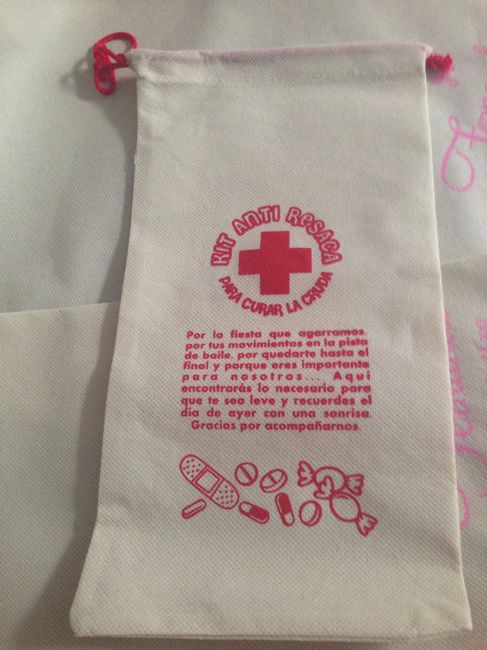 KIT ANTI RESACA
PARA CURAR LA CRUDA
Por la fiesta que agarramos,
por tus movimientos en la pista
de baile, por quedarte hasta el
final y porque eres importante
para nosotros.... Aquí
encontrarás lo necesario para
que te sea leve y recuerdes el
día de ayer con una sonrisa.
Gracias por acompañarnos.